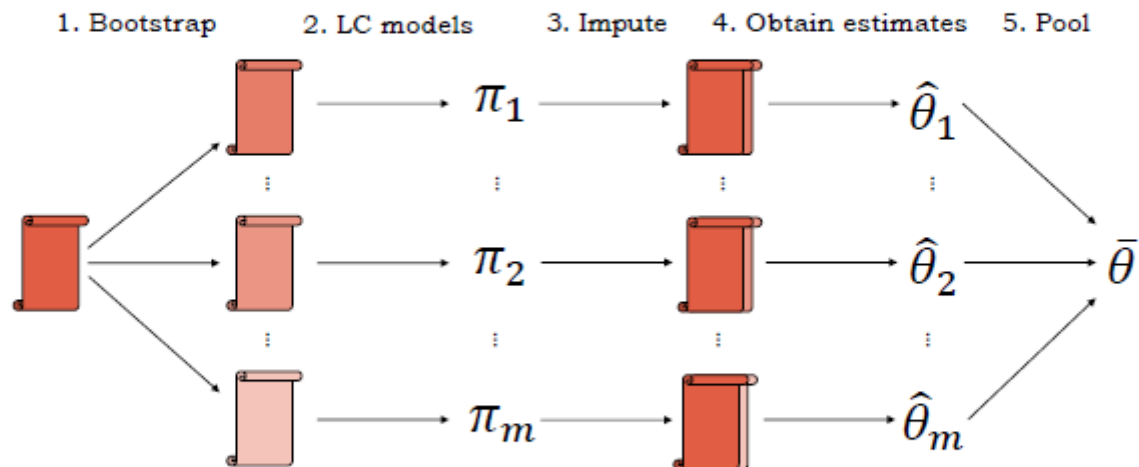 1. Bootstrap 2. LC models 3. Impute 4. Obtain estimates 5. Pool
π₁ θ̂₁
⋮ ⋮ ⋮ ⋮
π₂ θ̂₂ θ̄
⋮ ⋮ ⋮ ⋮
πₘ θ̂ₘ